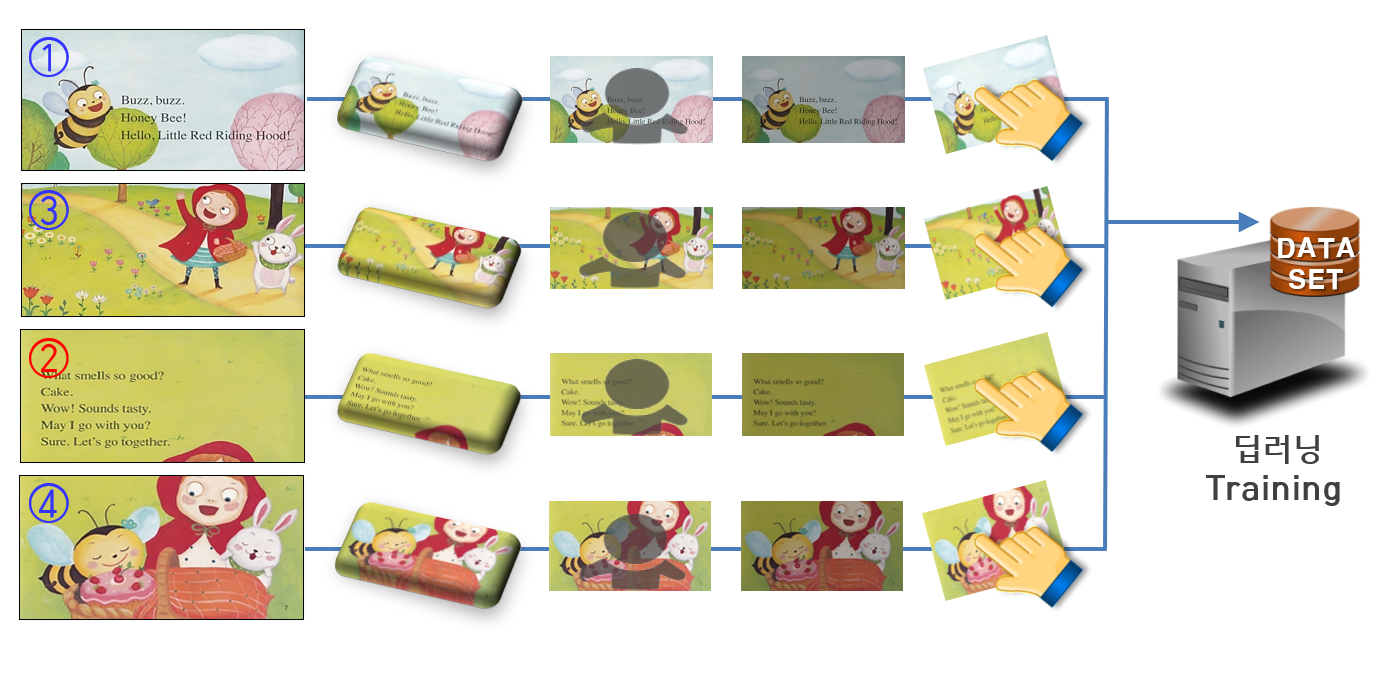 ①
Buzz, buzz.
Honey Bee!
Hello, Little Red Riding Hood!
Buzz, buzz.
Honey Bee!
Hello, Little Red Riding Hood!
Buzz, buzz.
Honey Bee!
Hello, Little Red Riding Hood!
Buzz, buzz.
Honey Bee!
Hello, Little Red Riding Hood!
③
②
What smells so good?
Cake.
Wow! Sounds tasty.
May I go with you?
Sure. Let's go together.
What smells so good?
Cake.
Wow! Sounds tasty.
May I go with you?
Sure. Let's go together.
What smells so good?
Cake.
Wow! Sounds tasty.
May I go with you?
Sure. Let's go together.
What smells so good?
Cake.
Wow! Sounds tasty.
May I go with you?
Sure. Let's go together.
What smells
Cake.
Wow! Sounds
May I go with
Sure. Let's go
④
DATA
SET
딥러닝
Training